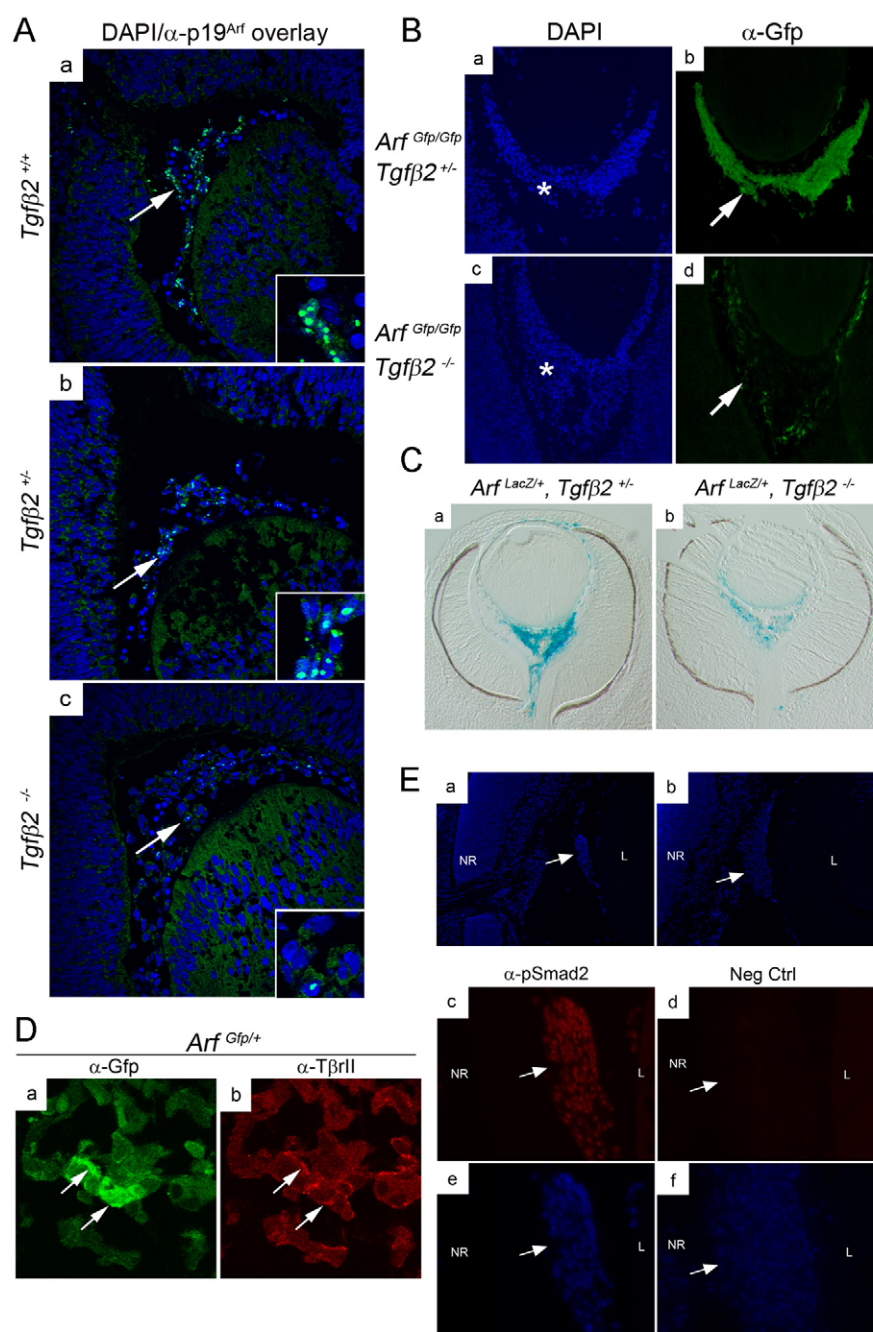 A
DAPI/α-p19Arf overlay
a
Tgfβ2 +/+
b
Tgfβ2 +/-
c
Tgfβ2 -/-
B
DAPI
α-Gfp
a
b
Arf Gfp/Gfp
Tgfβ2 +/-
*
c
d
Arf Gfp/Gfp
Tgfβ2 -/-
*
C
Arf LacZ/+, Tgfβ2 +/-
Arf LacZ/+, Tgfβ2 -/-
a
b
D
Arf Gfp/+
α-Gfp
α-TβrII
a
b
E
a
b
NR
L
NR
L
α-pSmad2
Neg Ctrl
c
d
NR
L
NR
L
e
f
NR
L
NR
L